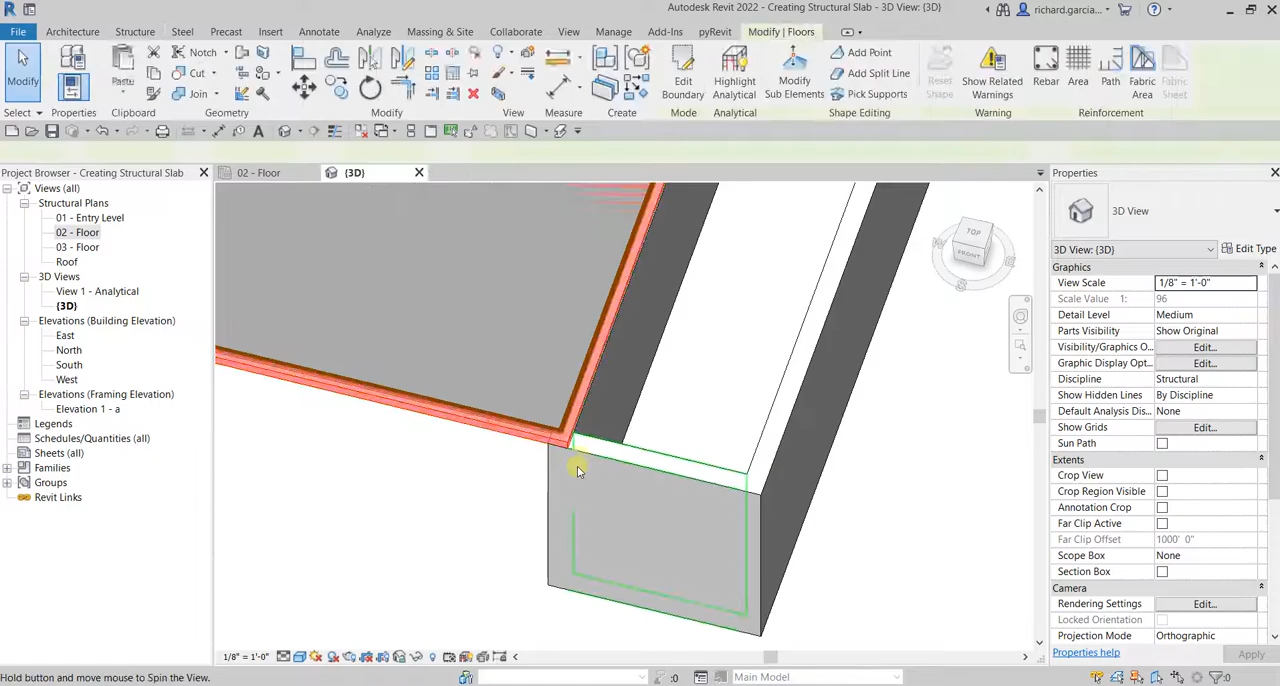 Autodesk Revit 2022 - Creating Structural Slab - 3D View: {3D}
richard.garcia...
File Architecture Structure Steel Precast Insert Annotate Analyze Massing & Site Collaborate View Manage Add-Ins pyRevit Modify | Floors
Modify
Properties
Paste
Notch
Cut
Join
Edit Boundary
Highlight Analytical
Modify Sub Elements
Add Point
Add Split Line
Pick Supports
Reset Shape
Show Related Warnings
Rebar
Area
Path
Fabric Area
Fabric Sheet
Select Properties Clipboard Geometry Modify View Measure Create Mode Analytical Shape Editing Warning Reinforcement
Project Browser - Creating Structural Slab
02 - Floor
{3D}
Properties
Views (all)
Structural Plans
01 - Entry Level
02 - Floor
03 - Floor
Roof
3D Views
View 1 - Analytical
{3D}
Elevations (Building Elevation)
East
North
South
West
Elevations (Framing Elevation)
Elevation 1 - a
Legends
Schedules/Quantities (all)
Sheets (all)
Families
Groups
Revit Links
TOP
FRONT
W
S
E
3D View
3D View: {3D} Edit Type
Graphics
View Scale 1/8" = 1'-0"
Scale Value 1: 96
Detail Level Medium
Parts Visibility Show Original
Visibility/Graphics O... Edit...
Graphic Display Opt... Edit...
Discipline Structural
Show Hidden Lines By Discipline
Default Analysis Dis... None
Show Grids Edit...
Sun Path
Extents
Crop View
Crop Region Visible
Annotation Crop
Far Clip Active
Far Clip Offset 1000' 0"
Scope Box None
Section Box
Camera
Rendering Settings Edit...
Locked Orientation
Projection Mode Orthographic
Properties help Apply
1/8" = 1'-0"
Hold button and move mouse to Spin the View.
:0
Main Model
:0